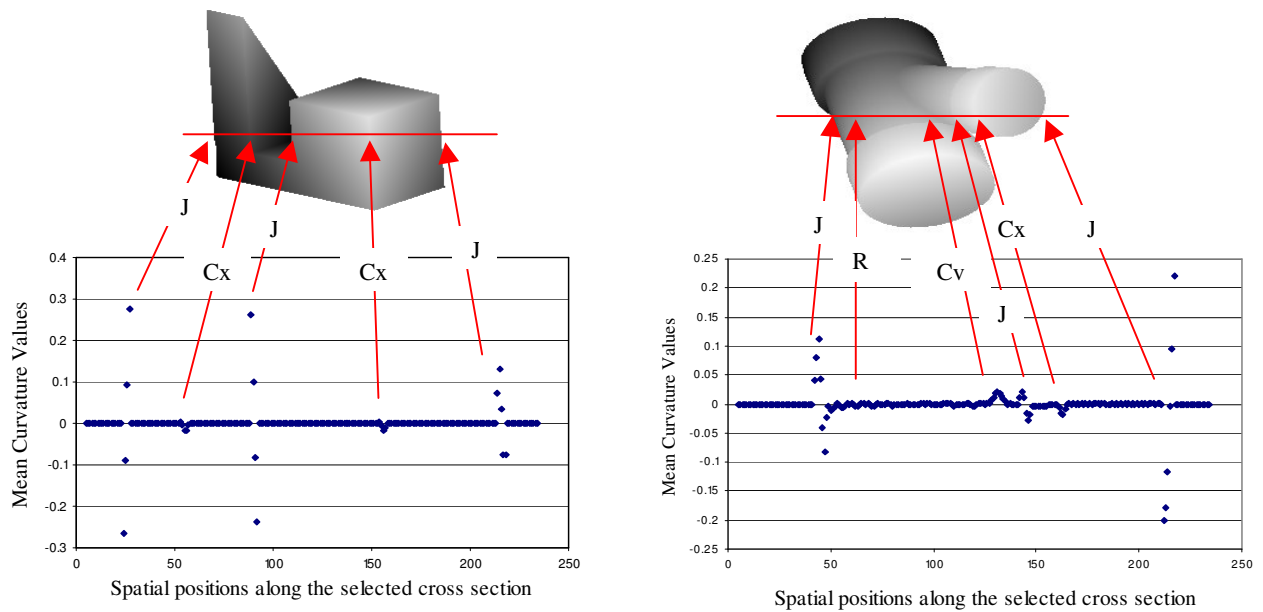 J
Cx
J
Cx
J
0.4
0.3
0.2
0.1
0
-0.1
-0.2
-0.3
0 50 100 150 200 250
Mean Curvature Values
Spatial positions along the selected cross section
J
R
Cv
J
Cx
J
0.25
0.2
0.15
0.1
0.05
0
-0.05
-0.1
-0.15
-0.2
-0.25
0 50 100 150 200 250
Mean Curvature Values
Spatial positions along the selected cross section